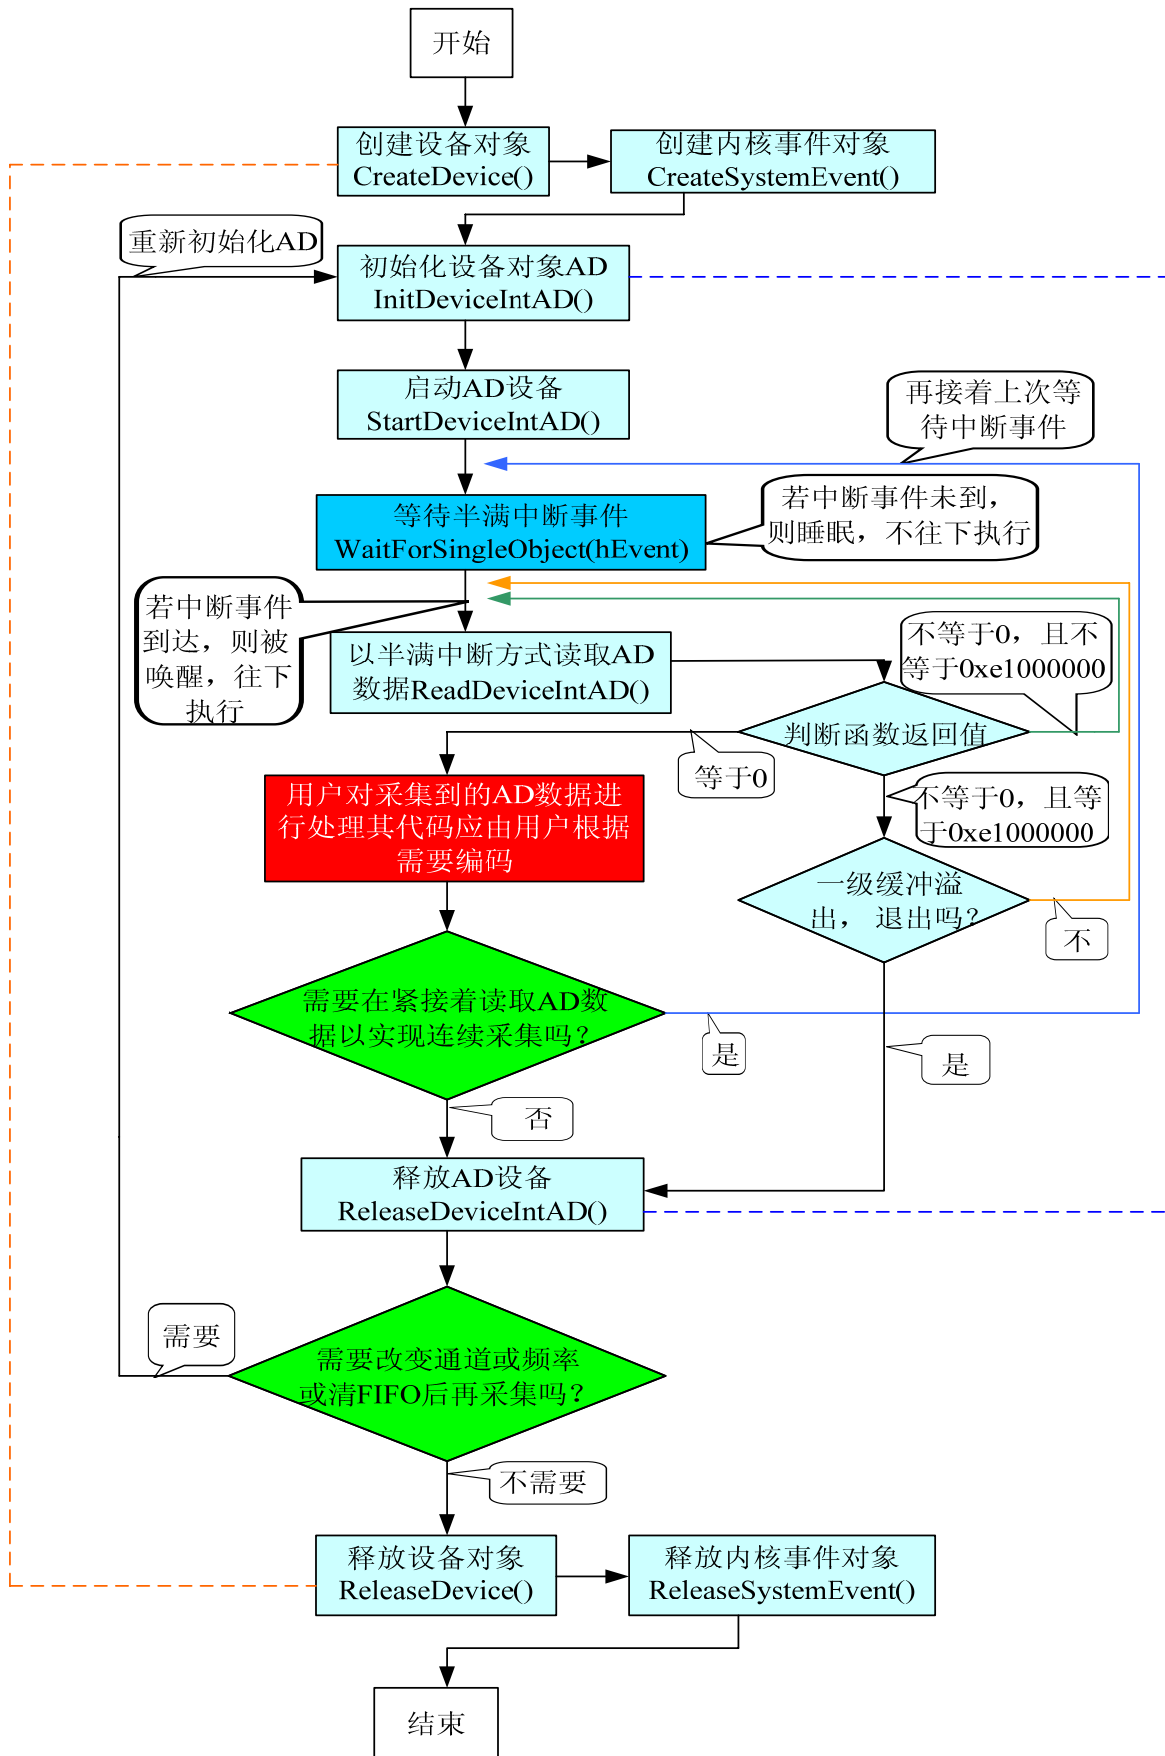 开始
创建设备对象
CreateDevice()
创建内核事件对象
CreateSystemEvent()
重新初始化AD
初始化设备对象AD
InitDeviceIntAD()
启动AD设备
StartDeviceIntAD()
再接着上次等
待中断事件
等待半满中断事件
WaitForSingleObject(hEvent)
若中断事件未到，
则睡眠，不往下执行
若中断事件
到达，则被
唤醒，往下
执行
以半满中断方式读取AD
数据ReadDeviceIntAD()
不等于0，且不
等于0xe1000000
判断函数返回值
等于0
不等于0，且等
于0xe1000000
用户对采集到的AD数据进
行处理其代码应由用户根据
需要编码
一级缓冲溢
出， 退出吗?
不
需要在紧接着读取AD数
据以实现连续采集吗?
是
是
否
释放AD设备
ReleaseDeviceIntAD()
需要
需要改变通道或频率
或清FIFO后再采集吗?
不需要
释放设备对象
ReleaseDevice()
释放内核事件对象
ReleaseSystemEvent()
结束